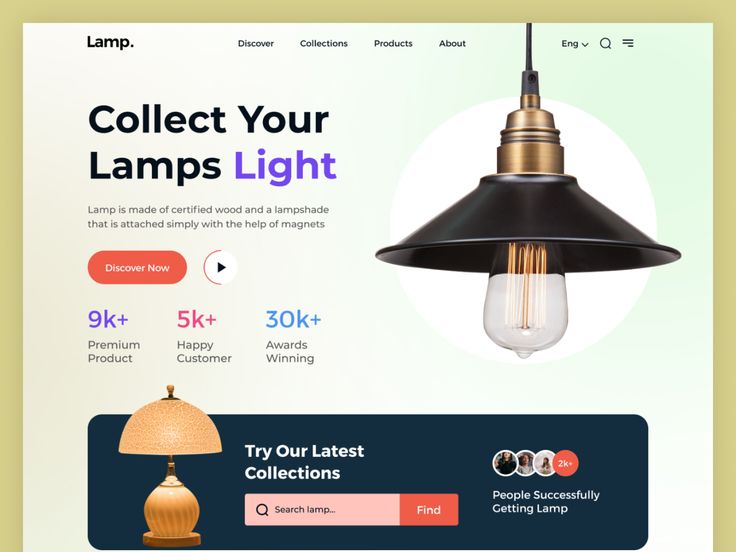 Lamp.
Discover
Collections
Products
About
Eng
Collect Your
Lamps Light
Lamp is made of certified wood and a lampshade
that is attached simply with the help of magnets
Discover Now
9k+
Premium
Product
5k+
Happy
Customer
30k+
Awards
Winning
Try Our Latest
Collections
Search lamp...
Find
2k+
People Successfully
Getting Lamp